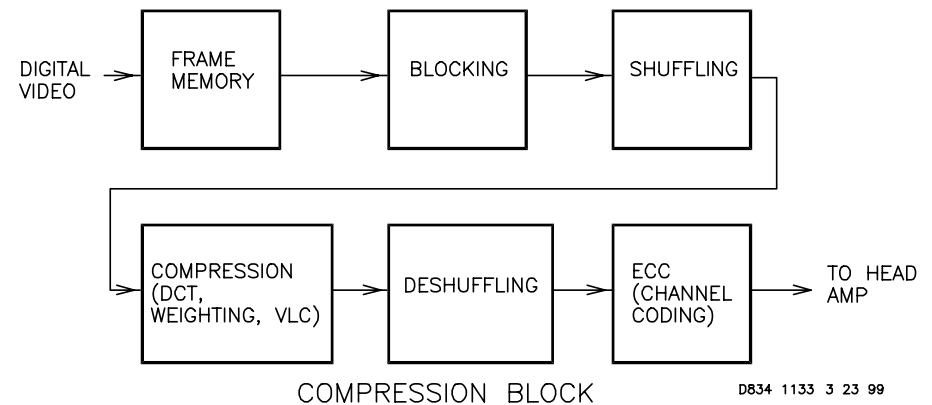 DIGITAL
VIDEO
FRAME
MEMORY
BLOCKING
SHUFFLING
COMPRESSION
(DCT,
WEIGHTING, VLC)
DESHUFFLING
ECC
(CHANNEL
CODING)
TO HEAD
AMP
COMPRESSION BLOCK
D834 1133 3 23 99